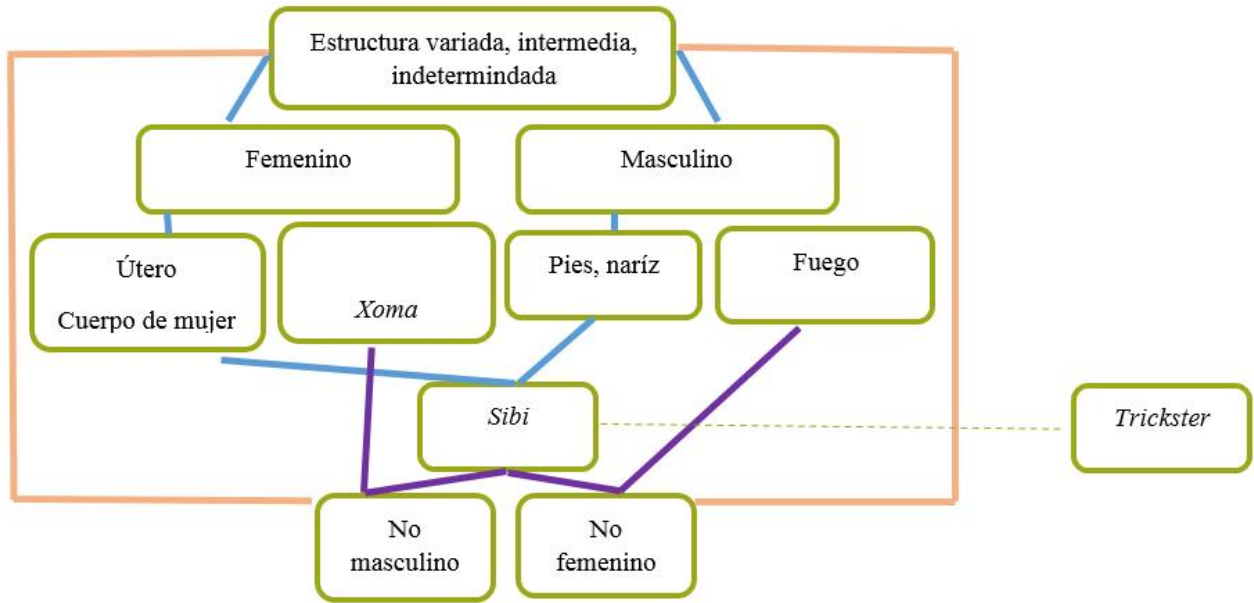 Estructura variada, intermedia,
indetermindada
Femenino
Masculino
Útero
Cuerpo de mujer
Xoma
Pies, naríz
Fuego
Sibi
Trickster
No
masculino
No
femenino